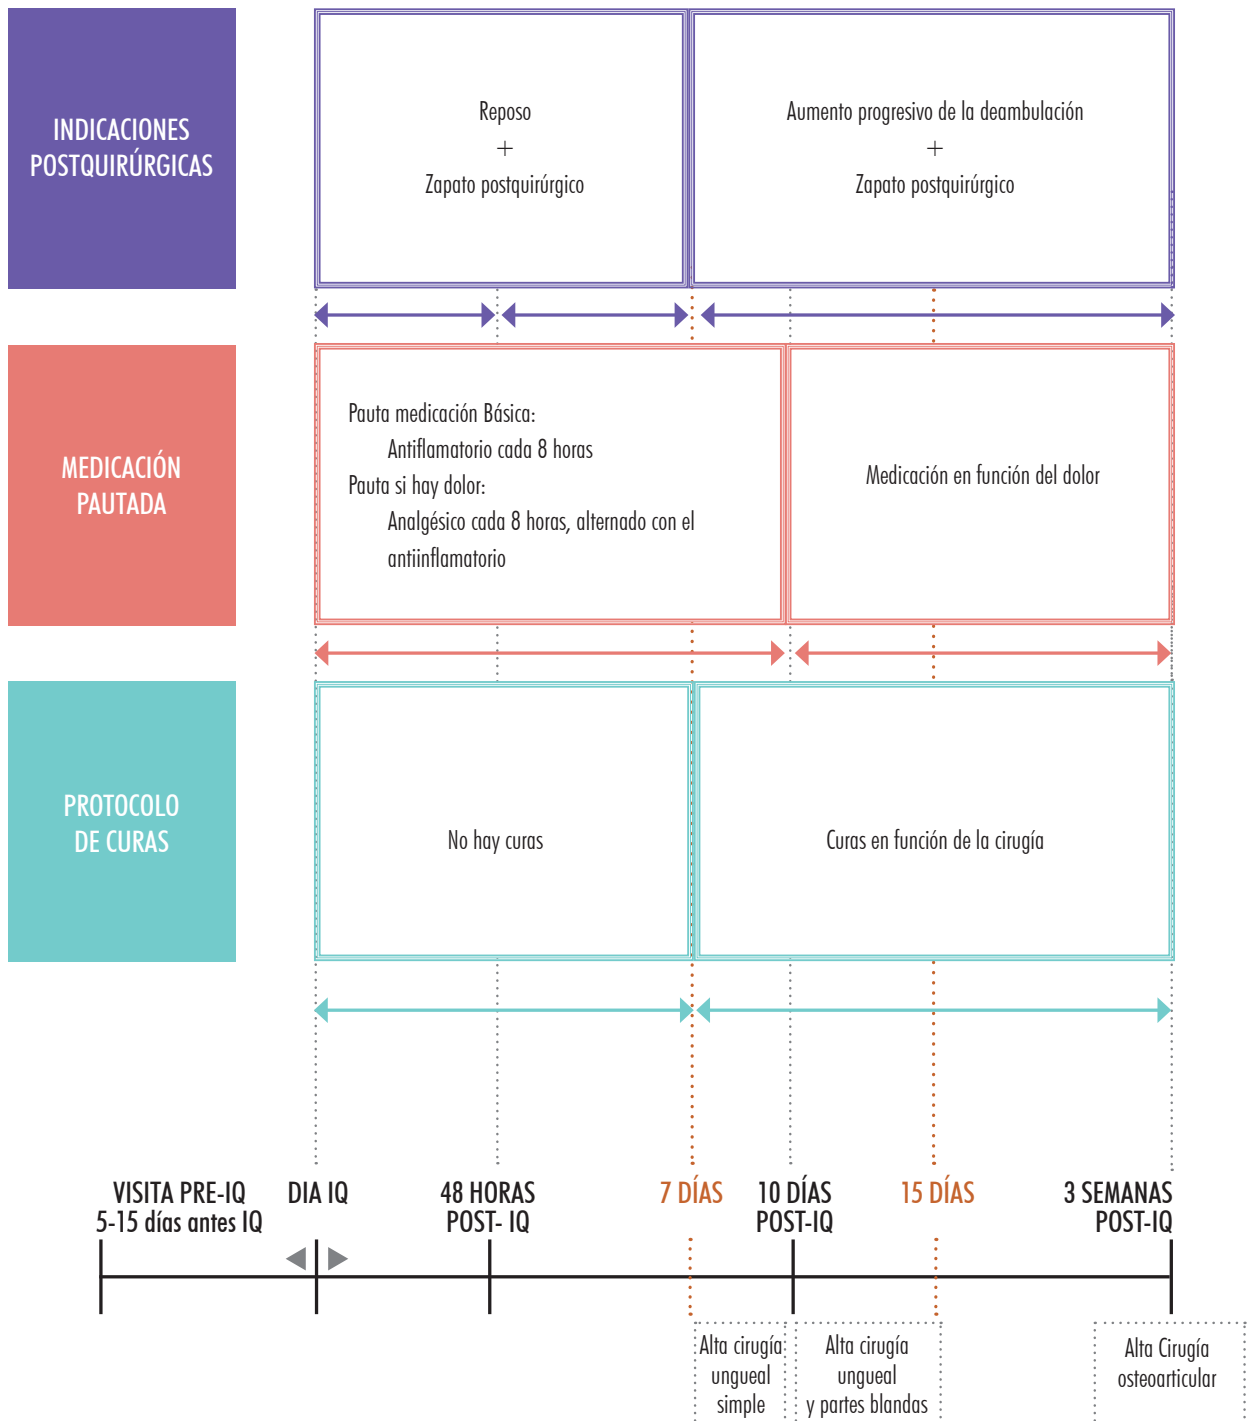 INDICACIONES
POSTQUIRÚRGICAS
Reposo
+
Zapato postquirúrgico
Aumento progresivo de la deambulación
+
Zapato postquirúrgico
MEDICACIÓN
PAUTADA
Pauta medicación Básica:
Antiflamatorio cada 8 horas
Pauta si hay dolor:
Analgésico cada 8 horas, alternado con el
antiinflamatorio
Medicación en función del dolor
PROTOCOLO
DE CURAS
No hay curas
Curas en función de la cirugía
VISITA PRE-IQ
5-15 días antes IQ
DIA IQ
48 HORAS
POST- IQ
7 DÍAS
10 DÍAS
POST-IQ
15 DÍAS
3 SEMANAS
POST-IQ
Alta cirugía
ungueal
simple
Alta cirugía
ungueal
y partes blandas
Alta Cirugía
osteoarticular